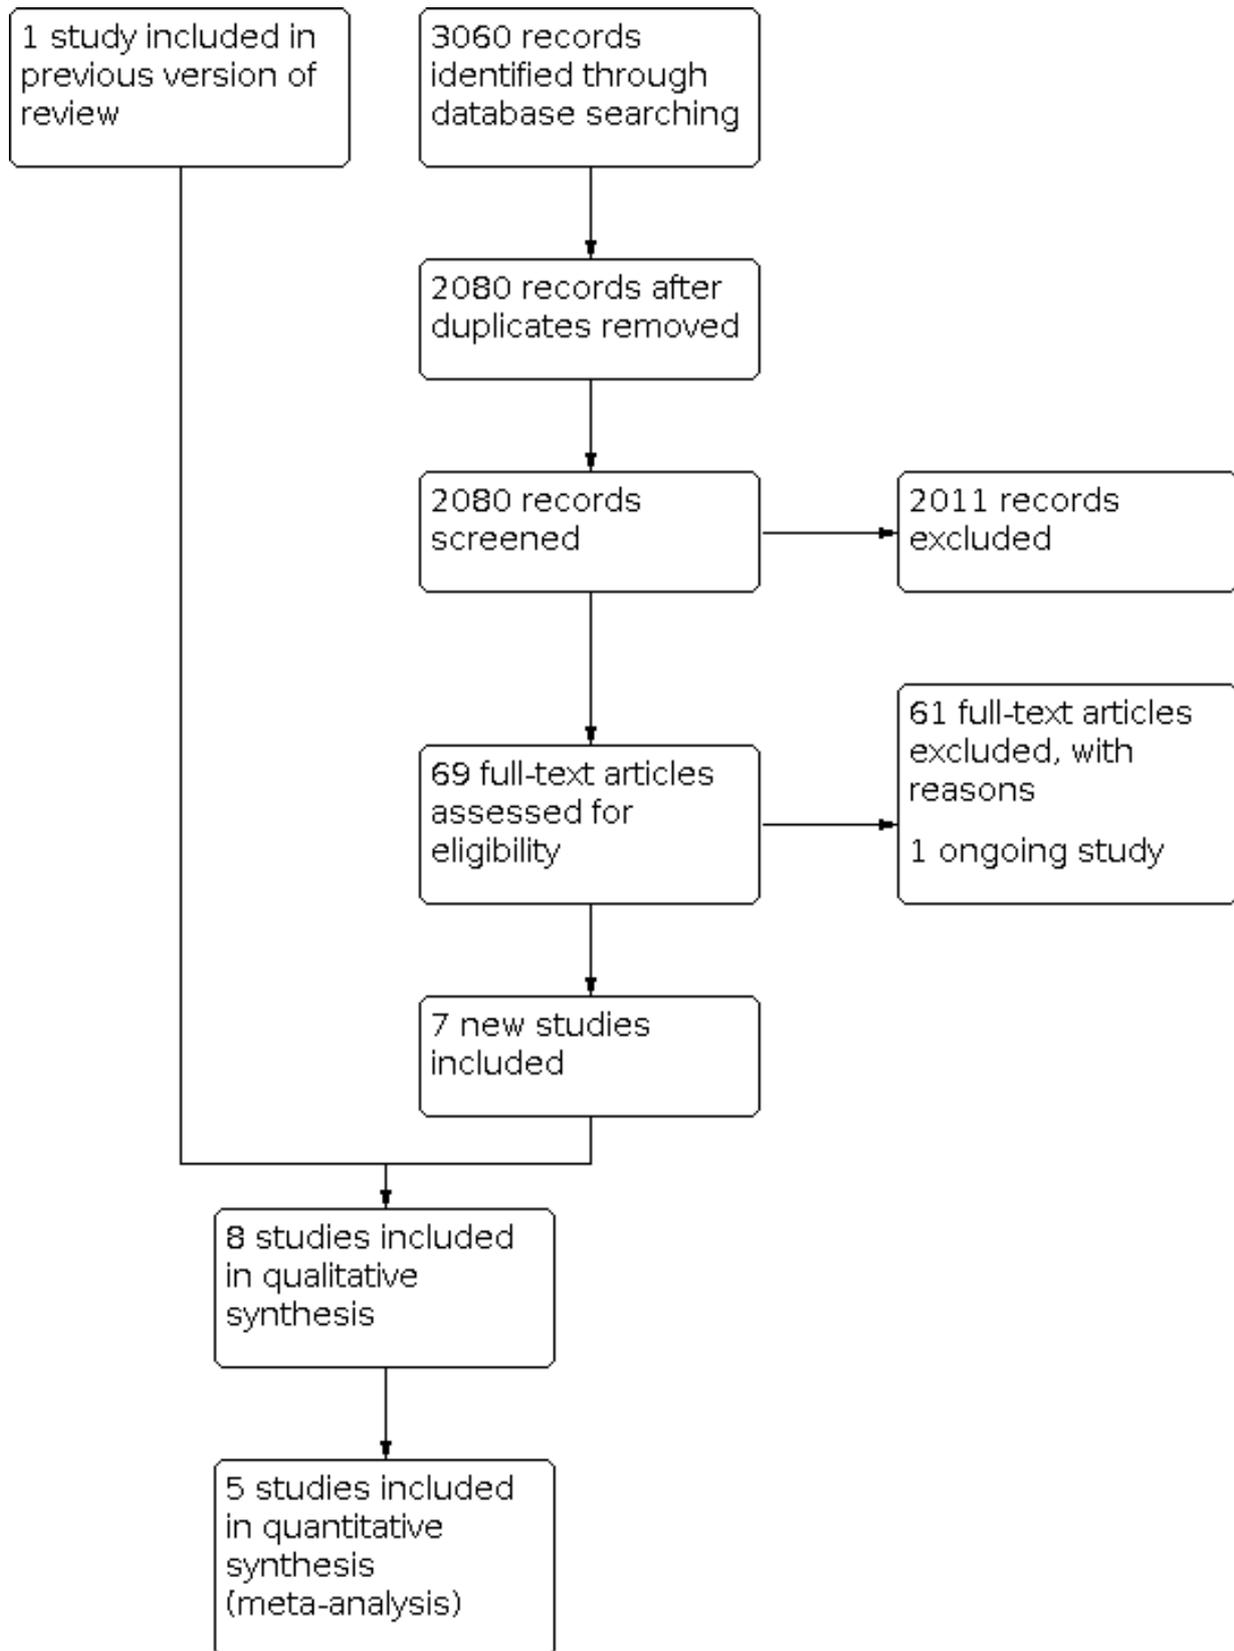 1 study included in
previous version of
review
3060 records
identified through
database searching
2080 records after
duplicates removed
2080 records
screened
2011 records
excluded
69 full-text articles
assessed for
eligibility
61 full-text articles
excluded, with
reasons
1 ongoing study
7 new studies
included
8 studies included
in qualitative
synthesis
5 studies included
in quantitative
synthesis
(meta-analysis)